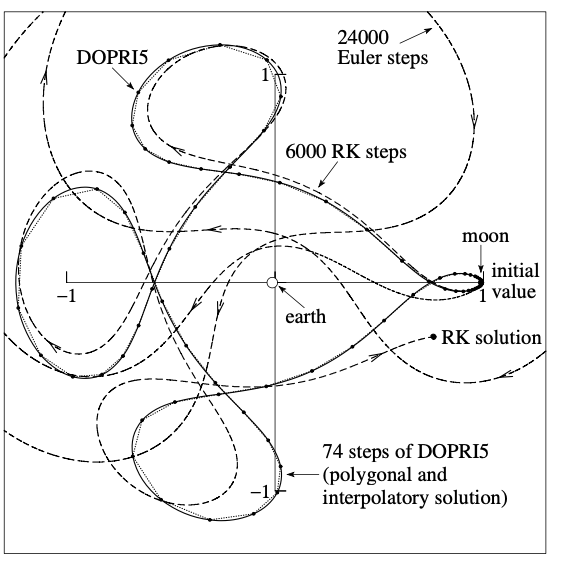 24000
Euler steps
DOPRI5
1
6000 RK steps
moon
initial
value
−1
1
earth
RK solution
74 steps of DOPRI5
(polygonal and
interpolatory solution)
−1